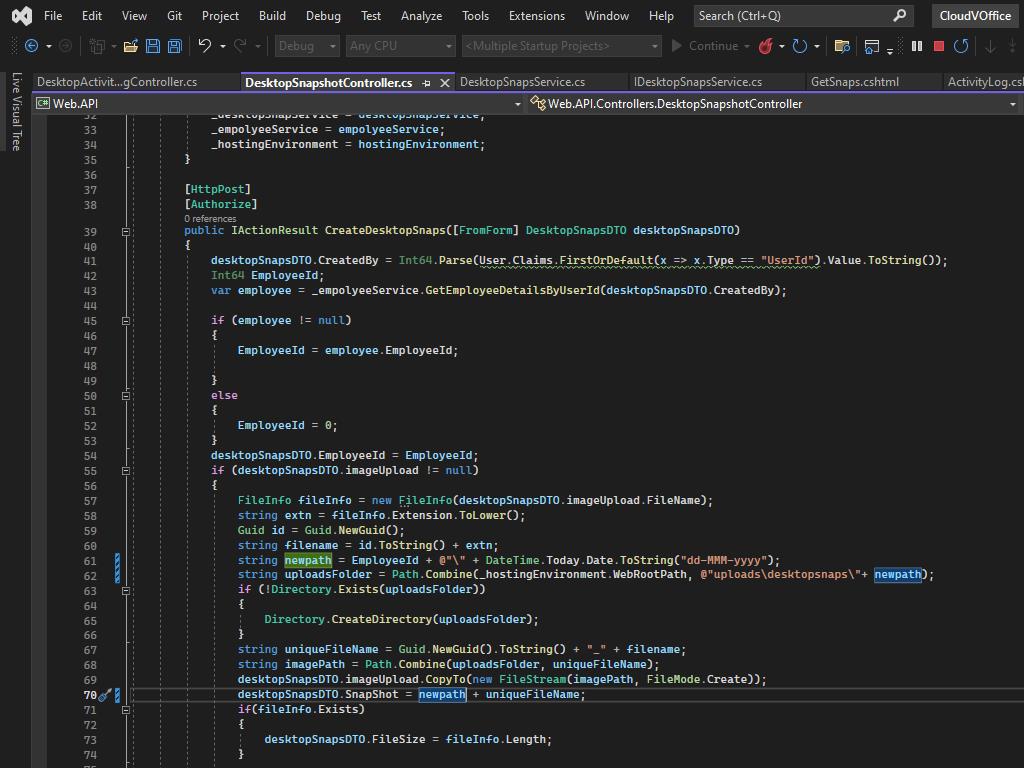 File Edit View Git Project Build Debug Test Analyze Tools Extensions Window Help Search (Ctrl+Q) CloudVOffice
Debug Any CPU <Multiple Startup Projects> Continue
DesktopActivit...gController.cs DesktopSnapshotController.cs DesktopSnapsService.cs IDesktopSnapsService.cs GetSnaps.cshtml ActivityLog.csh
Live Visual Tree
C# Web.API Web.API.Controllers.DesktopSnapshotController
32 _desktopSnapService = desktopSnapService;
33 _empolyeeService = empolyeeService;
34 _hostingEnvironment = hostingEnvironment;
35 }
36
37 [HttpPost]
38 [Authorize]
0 references
39 public IActionResult CreateDesktopSnaps([FromForm] DesktopSnapsDTO desktopSnapsDTO)
40 {
41 desktopSnapsDTO.CreatedBy = Int64.Parse(User.Claims.FirstOrDefault(x => x.Type == "UserId").Value.ToString());
42 Int64 EmployeeId;
43 var employee = _empolyeeService.GetEmployeeDetailsByUserId(desktopSnapsDTO.CreatedBy);
44
45 if (employee != null)
46 {
47 EmployeeId = employee.EmployeeId;
48
49 }
50 else
51 {
52 EmployeeId = 0;
53 }
54 desktopSnapsDTO.EmployeeId = EmployeeId;
55 if (desktopSnapsDTO.imageUpload != null)
56 {
57 FileInfo fileInfo = new FileInfo(desktopSnapsDTO.imageUpload.FileName);
58 string extn = fileInfo.Extension.ToLower();
59 Guid id = Guid.NewGuid();
60 string filename = id.ToString() + extn;
61 string newpath = EmployeeId + @"\" + DateTime.Today.Date.ToString("dd-MMM-yyyy");
62 string uploadsFolder = Path.Combine(_hostingEnvironment.WebRootPath, @"uploads\desktopsnaps\"+ newpath);
63 if (!Directory.Exists(uploadsFolder))
64 {
65 Directory.CreateDirectory(uploadsFolder);
66 }
67 string uniqueFileName = Guid.NewGuid().ToString() + "_" + filename;
68 string imagePath = Path.Combine(uploadsFolder, uniqueFileName);
69 desktopSnapsDTO.imageUpload.CopyTo(new FileStream(imagePath, FileMode.Create));
70 desktopSnapsDTO.SnapShot = newpath + uniqueFileName;
71 if(fileInfo.Exists)
72 {
73 desktopSnapsDTO.FileSize = fileInfo.Length;
74 }